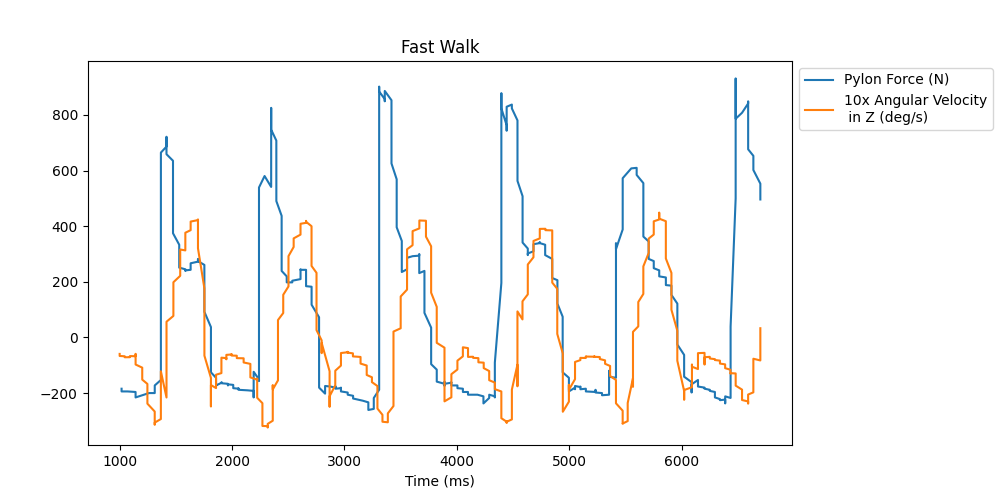 Fast Walk
Pylon Force (N)
10x Angular Velocity
in Z (deg/s)
800
600
400
200
0
−200
1000 2000 3000 4000 5000 6000
Time (ms)